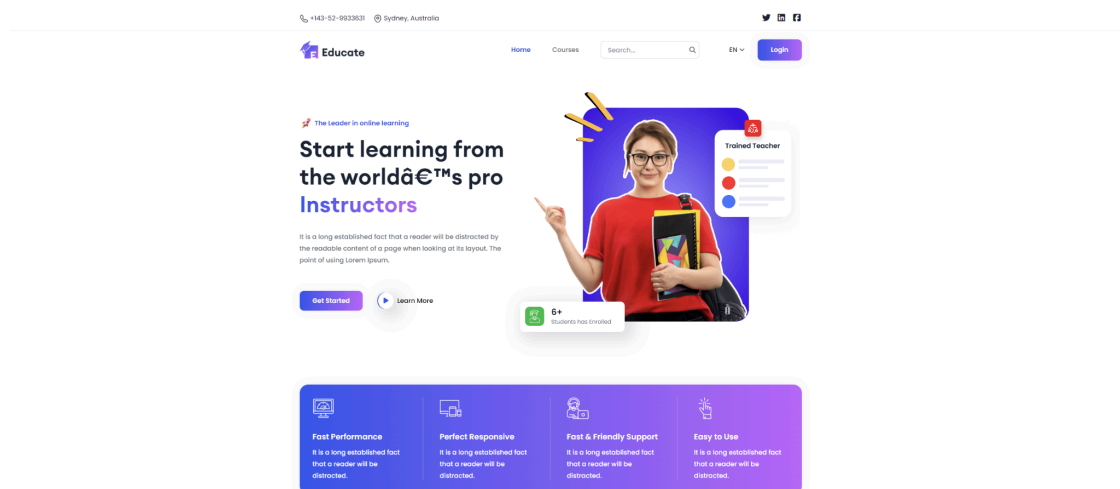 +143-52-9933631 Sydney, Australia
Educate
Home Courses Search... EN Login
The Leader in online learning
Start learning from
the worldâ€™s pro
Instructors
It is a long established fact that a reader will be distracted by
the readable content of a page when looking at its layout. The
point of using Lorem Ipsum.
Get Started Learn More
Trained Teacher
6+
Students has Enrolled
Fast Performance
It is a long established fact
that a reader will be
distracted.
Perfect Responsive
It is a long established fact
that a reader will be
distracted.
Fast & Friendly Support
It is a long established fact
that a reader will be
distracted.
Easy to Use
It is a long established fact
that a reader will be
distracted.